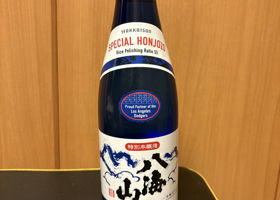 Hakkaisan
SPECIAL HONJOZO
Rice Polishing Ratio 55
Proud Partner of the
Los Angeles
Dodgers
特別本醸造
八海山